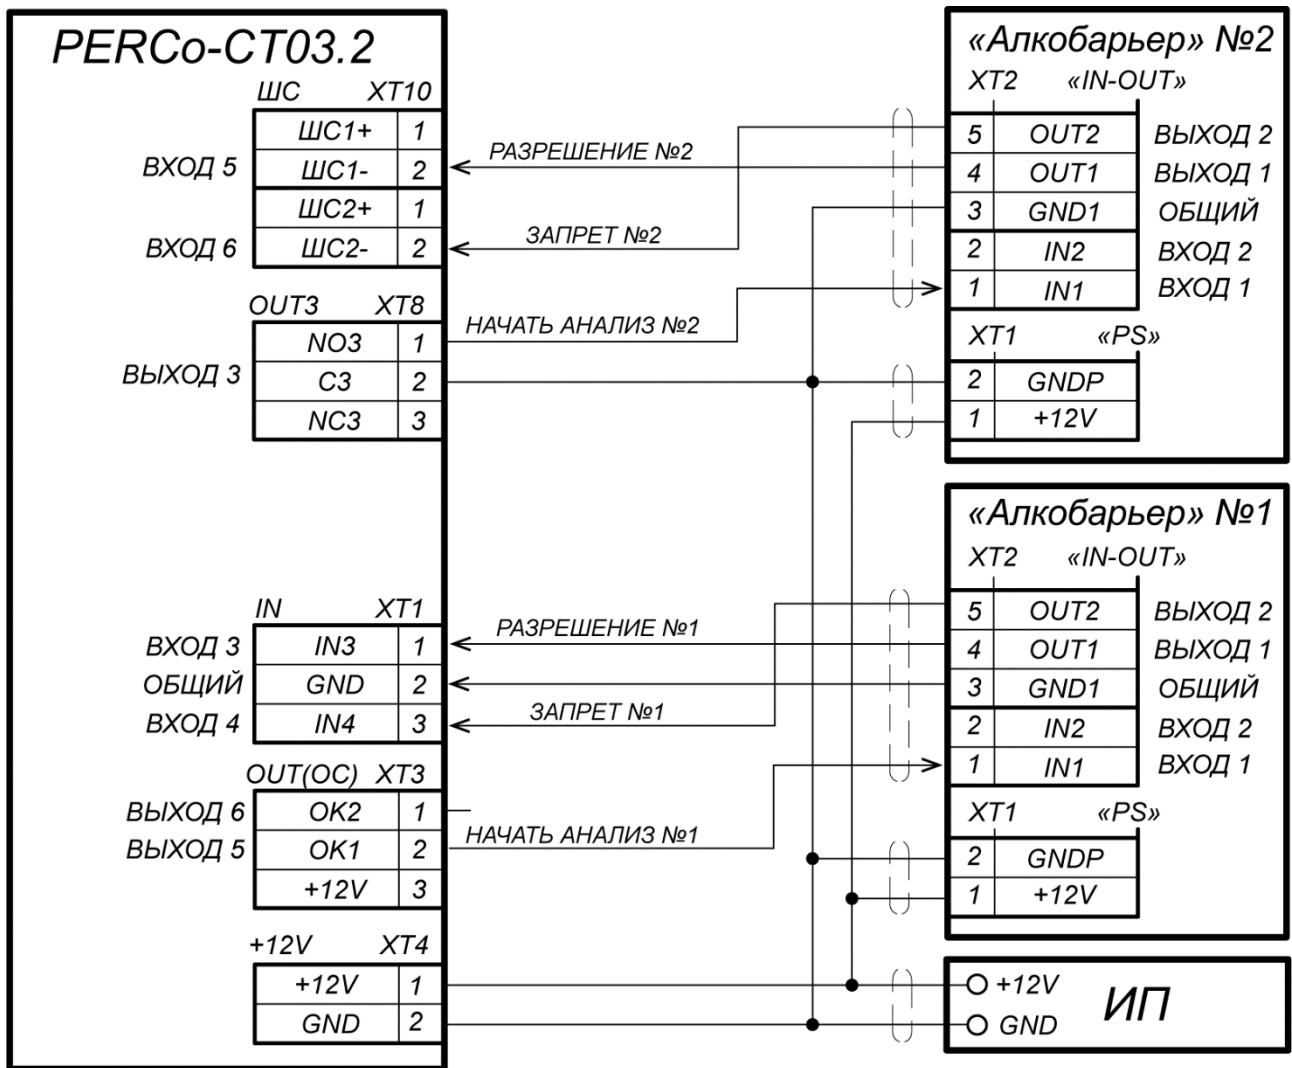 PERCo-CT03.2
ШС XT10
ШС1+ 1
ВХОД 5 ШС1- 2
ШС2+ 1
ВХОД 6 ШС2- 2
OUT3 XT8
NO3 1
ВЫХОД 3 C3 2
NC3 3
IN XT1
ВХОД 3 IN3 1
ОБЩИЙ GND 2
ВХОД 4 IN4 3
OUT(OC) XT3
ВЫХОД 6 OK2 1
ВЫХОД 5 OK1 2
+12V 3
+12V XT4
+12V 1
GND 2
РАЗРЕШЕНИЕ №2
ЗАПРЕТ №2
НАЧАТЬ АНАЛИЗ №2
РАЗРЕШЕНИЕ №1
ЗАПРЕТ №1
НАЧАТЬ АНАЛИЗ №1
«Алкобарьер» №2
XT2 «IN-OUT»
5 OUT2 ВЫХОД 2
4 OUT1 ВЫХОД 1
3 GND1 ОБЩИЙ
2 IN2 ВХОД 2
1 IN1 ВХОД 1
XT1 «PS»
2 GNDP
1 +12V
«Алкобарьер» №1
XT2 «IN-OUT»
5 OUT2 ВЫХОД 2
4 OUT1 ВЫХОД 1
3 GND1 ОБЩИЙ
2 IN2 ВХОД 2
1 IN1 ВХОД 1
XT1 «PS»
2 GNDP
1 +12V
+12V
ИП
GND